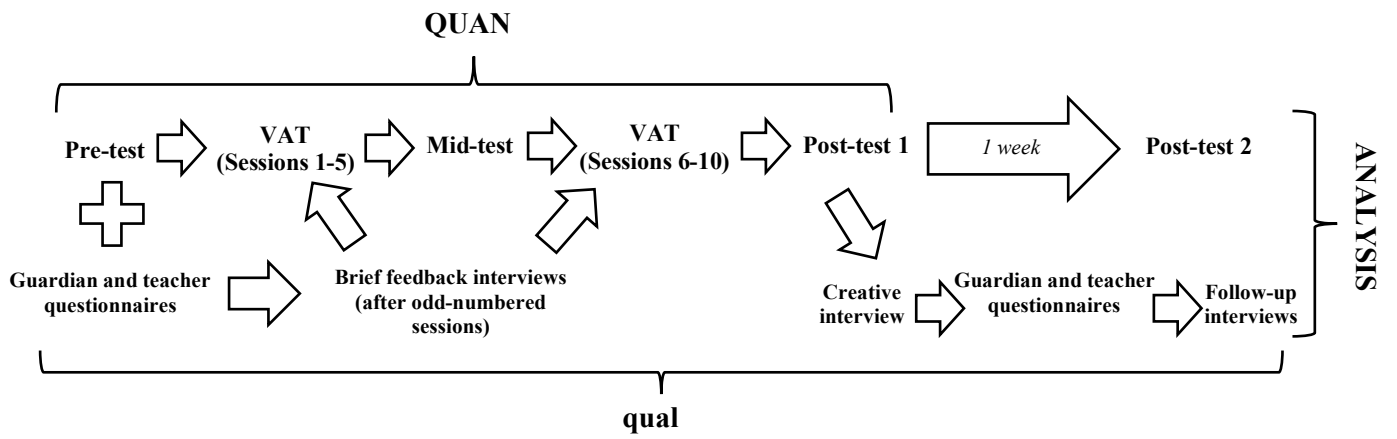 QUAN
Pre-test
VAT
(Sessions 1-5)
Mid-test
VAT
(Sessions 6-10)
Post-test 1
1 week
Post-test 2
ANALYSIS
Guardian and teacher
questionnaires
Brief feedback interviews
(after odd-numbered
sessions)
Creative
interview
Guardian and teacher
questionnaires
Follow-up
interviews
qual